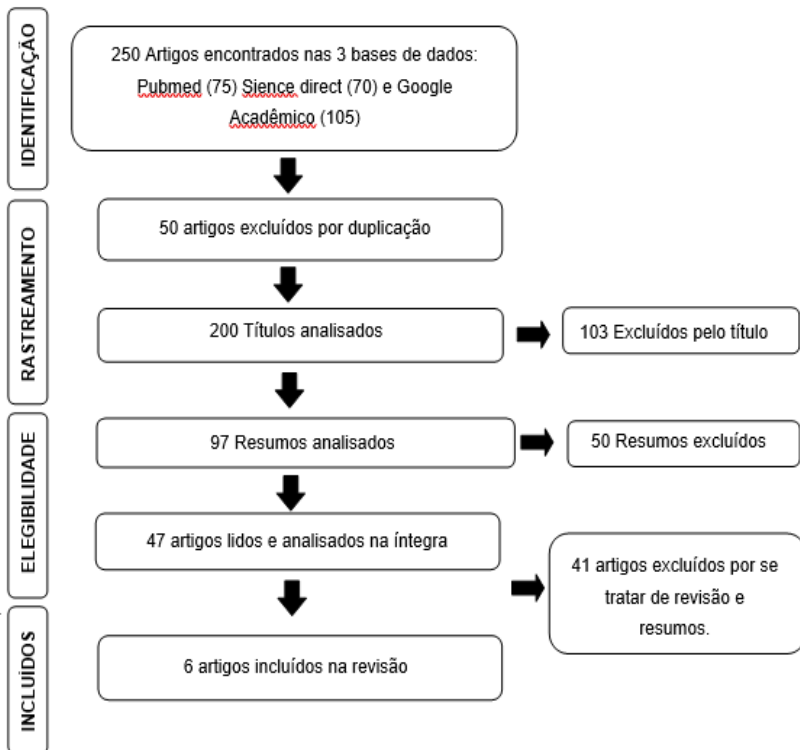 IDENTIFICAÇÃO
250 Artigos encontrados nas 3 bases de dados:
Pubmed (75) Sience direct (70) e Google
Acadêmico (105)
RASTREAMENTO
50 artigos excluídos por duplicação
200 Títulos analisados
103 Excluídos pelo título
ELEGIBILIDADE
97 Resumos analisados
50 Resumos excluídos
47 artigos lidos e analisados na íntegra
41 artigos excluídos por se
tratar de revisão e
resumos.
INCLUÍDOS
6 artigos incluídos na revisão